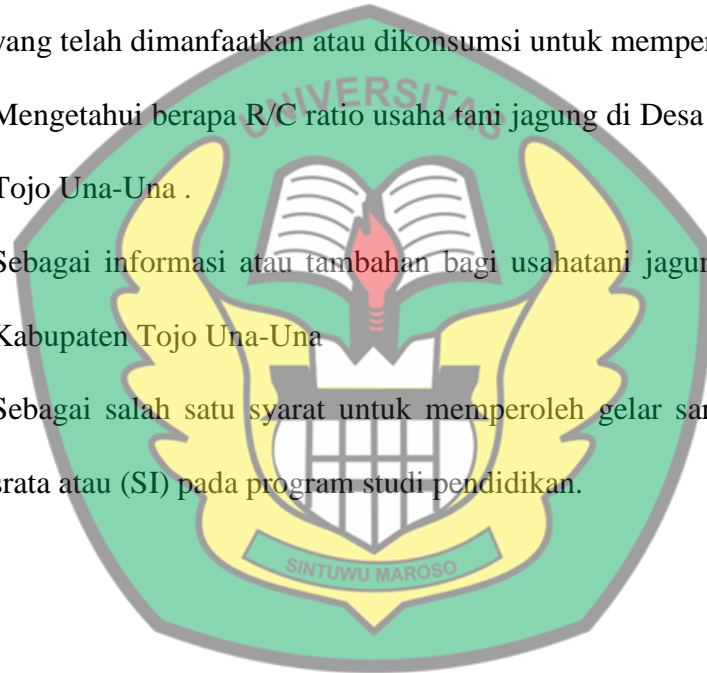 yang telah dimanfaatkan atau dikonsumsi untuk memper
UNIVERSITAS
Mengetahui berapa R/C ratio usaha tani jagung di Desa
Tojo Una-Una .
Sebagai informasi atau tambahan bagi usahatani jagun
Kabupaten Tojo Una-Una
Sebagai salah satu syarat untuk memperoleh gelar sar
srata atau (SI) pada program studi pendidikan.
SINTUWU MAROSO